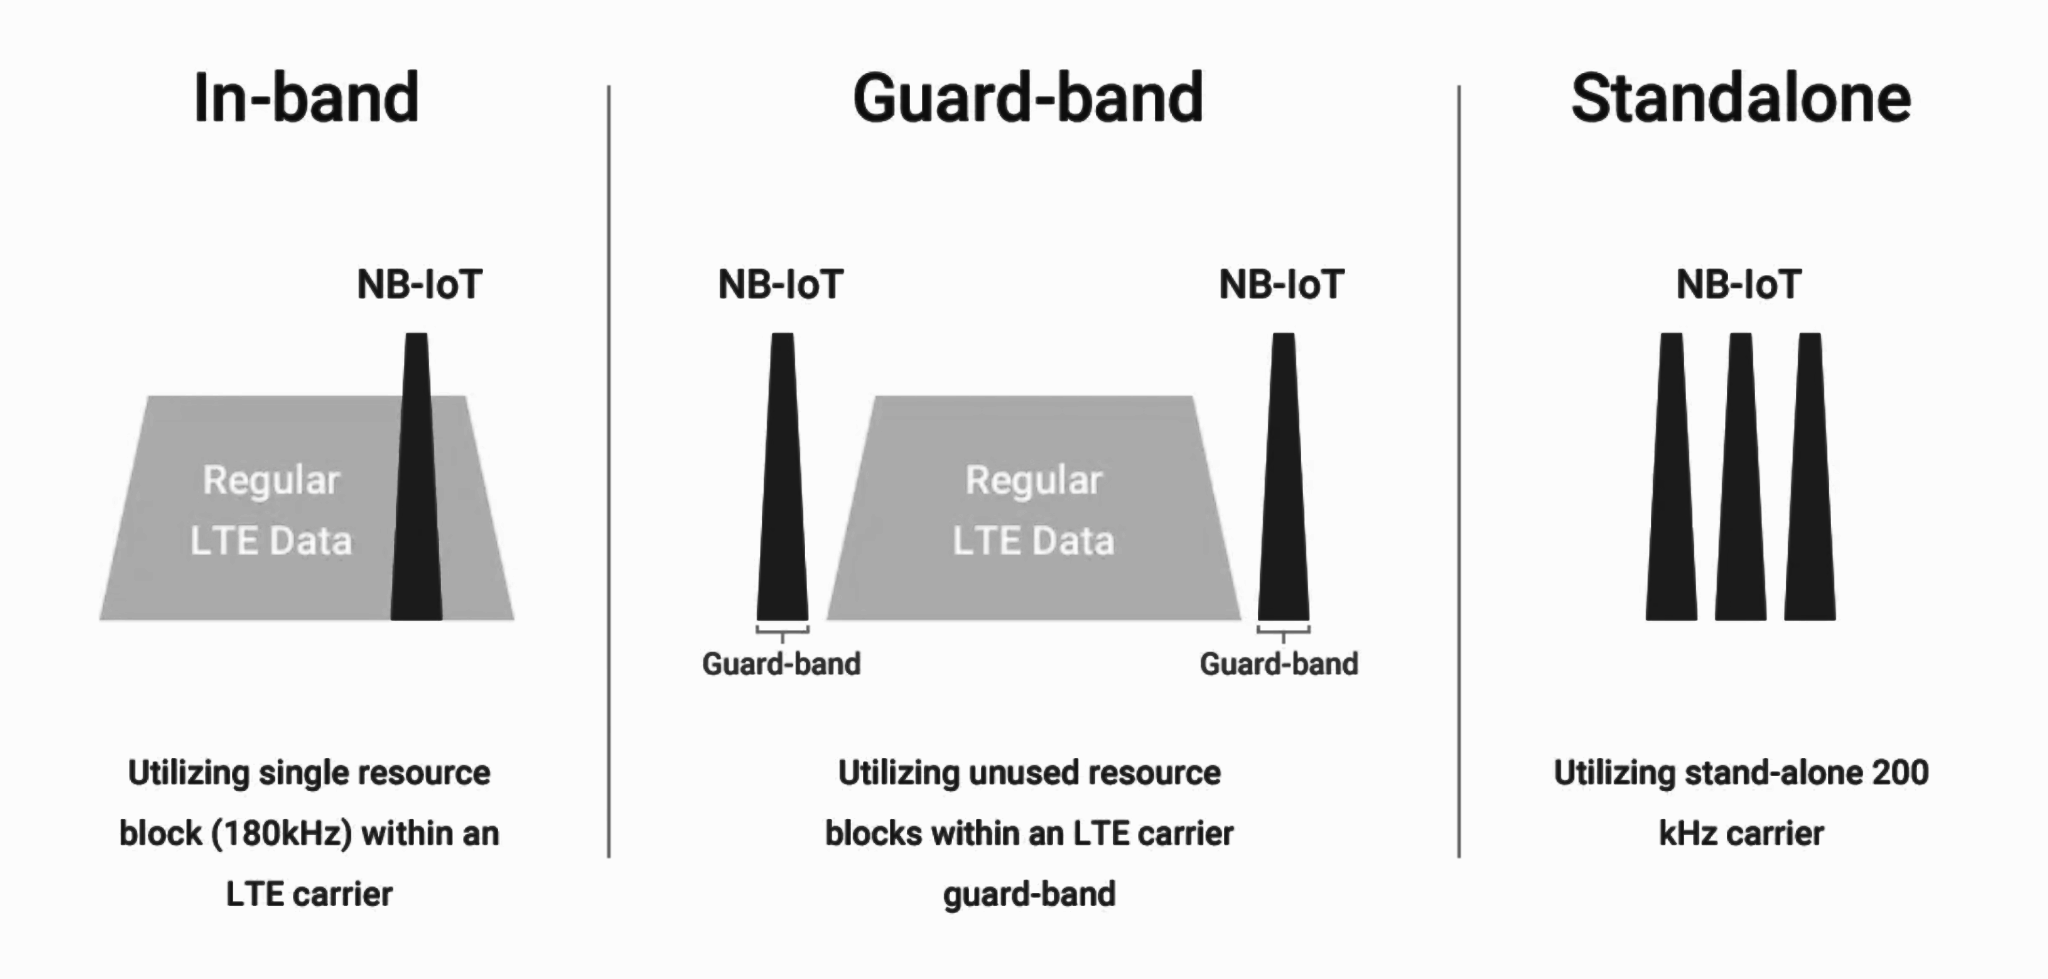 In-band
NB-IoT
Regular
LTE Data
Utilizing single resource
block (180kHz) within an
LTE carrier
Guard-band
NB-IoT
NB-IoT
Regular
LTE Data
Guard-band
Guard-band
Utilizing unused resource
blocks within an LTE carrier
guard-band
Standalone
NB-IoT
Utilizing stand-alone 200
kHz carrier